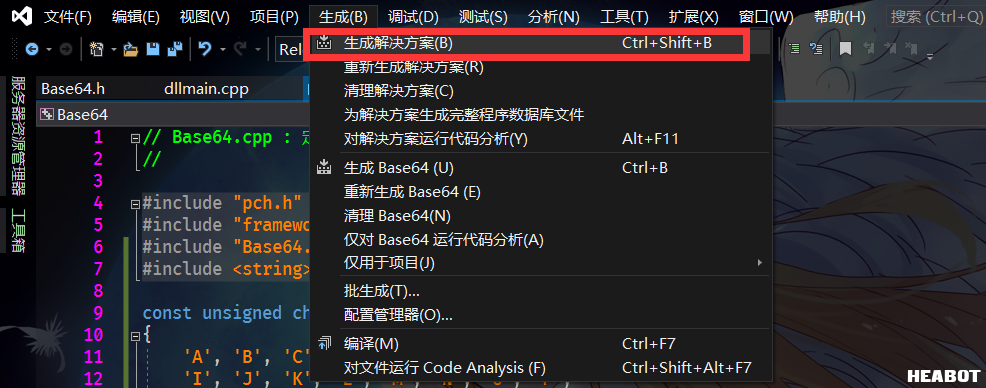 文件(F) 编辑(E) 视图(V) 项目(P) 生成(B) 调试(D) 测试(S) 分析(N) 工具(T) 扩展(X) 窗口(W) 帮助(H) 搜索 (Ctrl+Q)
Rel
生成解决方案(B) Ctrl+Shift+B
重新生成解决方案(R)
清理解决方案(C)
为解决方案生成完整程序数据库文件
对解决方案运行代码分析(Y) Alt+F11
生成 Base64 (U) Ctrl+B
重新生成 Base64 (E)
清理 Base64(N)
仅对 Base64 运行代码分析(A)
仅用于项目(J)
批生成(T)...
配置管理器(O)...
编译(M) Ctrl+F7
对文件运行 Code Analysis (F) Ctrl+Shift+Alt+F7
服务器资源管理器
工具箱
Base64.h dllmain.cpp
Base64
1 // Base64.cpp : 定
2 //
3
4 #include "pch.h"
5 #include "framewo
6 #include "Base64.
7 #include <string>
8
9 const unsigned ch
10 {
11 'A', 'B', 'C'
12 'I', 'J', 'K'
HEABOT